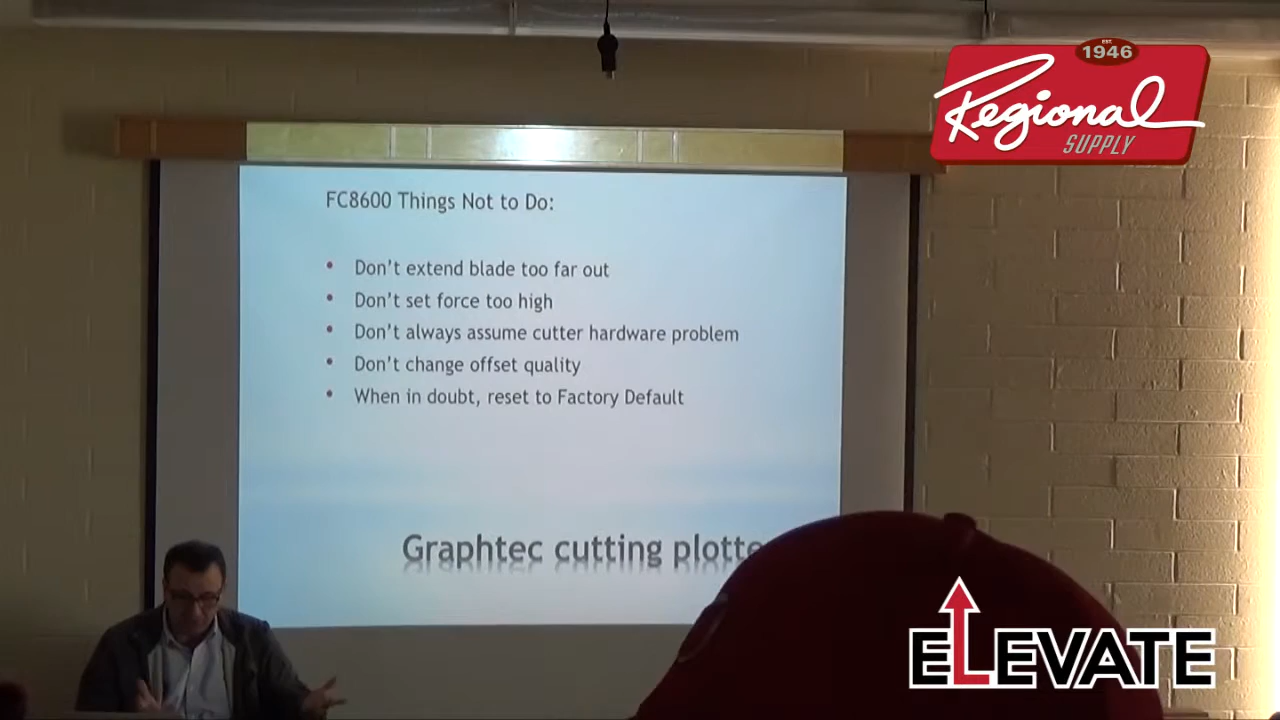 EST.
1946
Regional
SUPPLY
FC8600 Things Not to Do:
Don't extend blade too far out
Don't set force too high
Don't always assume cutter hardware problem
Don't change offset quality
When in doubt, reset to Factory Default
Graphtec cutting
ELEVATE